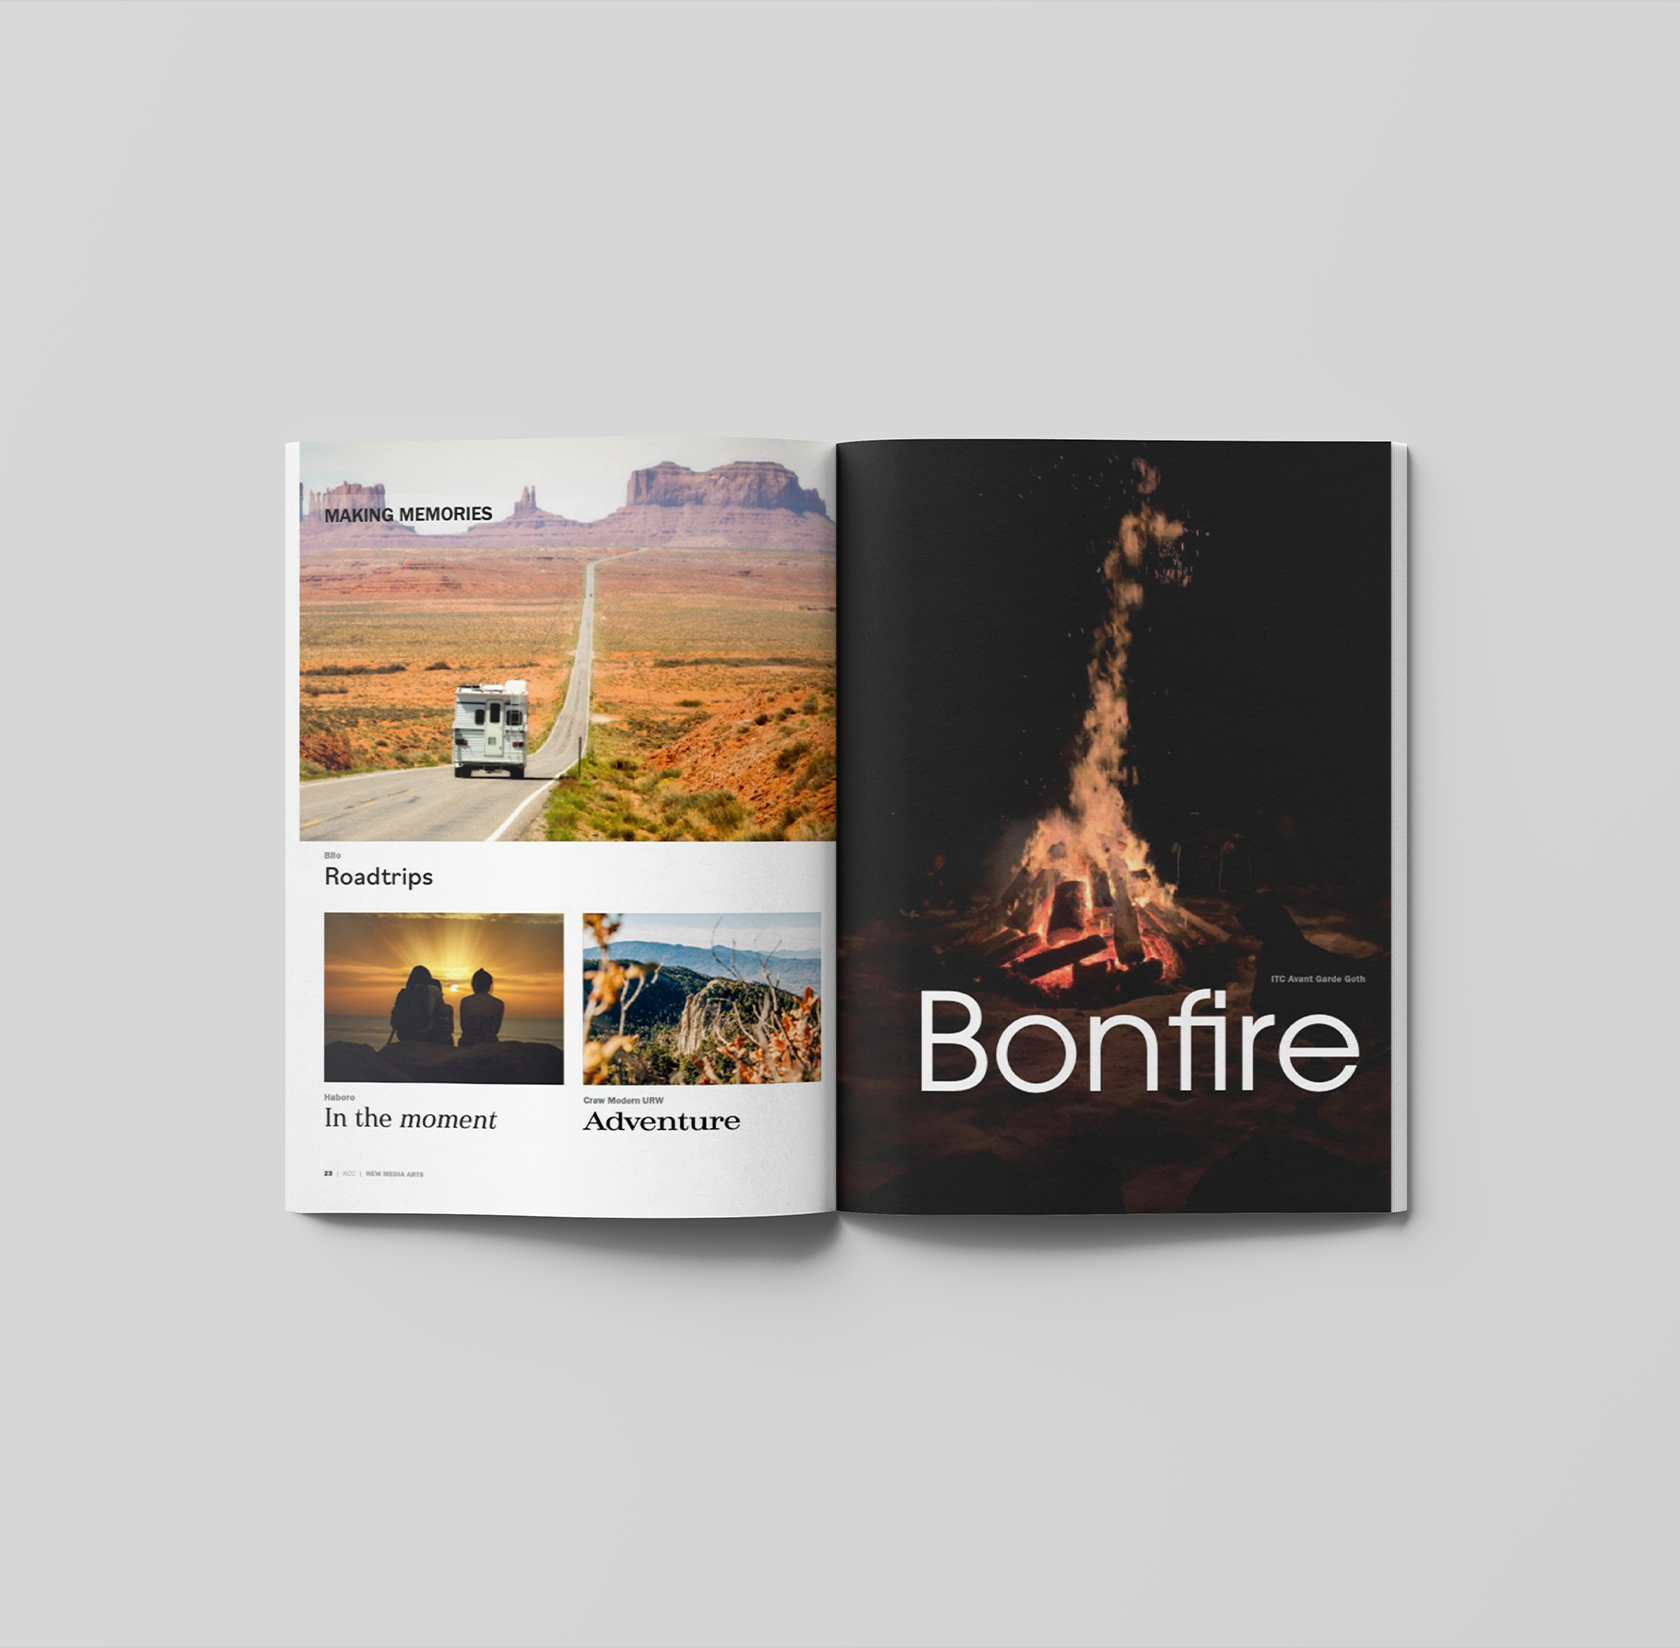 MAKING MEMORIES
Bilo
Roadtrips
Haboro
In the moment
Craw Modern URW
Adventure
23 | KCC | NEW MEDIA ARTS
ITC Avant Garde Goth
Bonfire